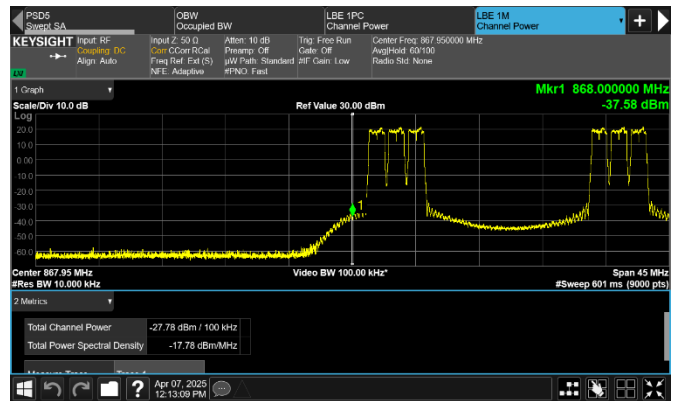 PSD5
Swept SA
OBW
Occupied BW
LBE 1PC
Channel Power
LBE 1M
Channel Power
KEYSIGHT
Input: RF
Coupling: DC
Align: Auto
LXI
Input Z: 50 Ω
Corr CCorr RCal
Freq Ref: Ext (S)
NFE: Adaptive
Atten: 10 dB
Preamp: Off
µW Path: Standard
#PNO: Fast
Trig: Free Run
Gate: Off
#IF Gain: Low
Center Freq: 867.950000 MHz
Avg|Hold: 60/100
Radio Std: None
1 Graph
Mkr1 868.000000 MHz
Scale/Div 10.0 dB
Ref Value 30.00 dBm
-37.58 dBm
Log
20.0
10.0
0.00
-10.0
-20.0
-30.0
1
-40.0
-50.0
-60.0
Center 867.95 MHz
Video BW 100.00 kHz*
Span 45 MHz
#Res BW 10.000 kHz
#Sweep 601 ms (9000 pts)
2 Metrics
Total Channel Power
-27.78 dBm / 100 kHz
Total Power Spectral Density
-17.78 dBm/MHz
Measure Trace
Trace 1
?
Apr 07, 2025
12:13:09 PM